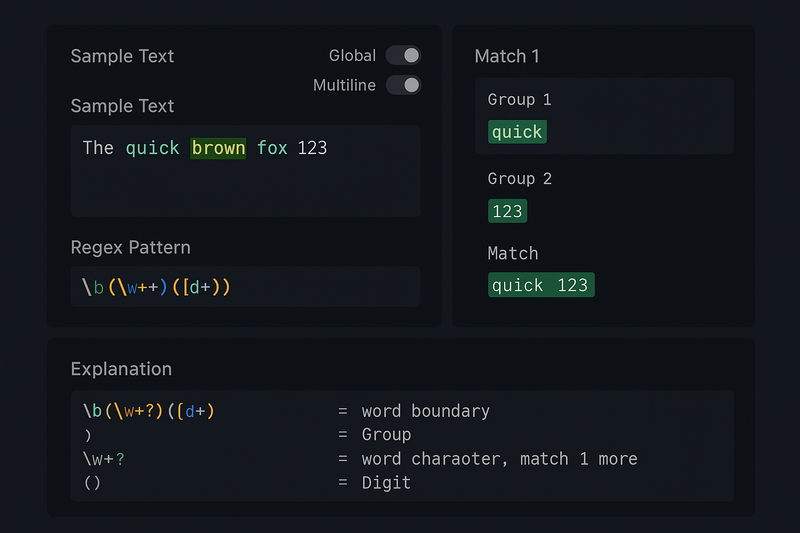 Sample Text
Global
Multiline
Sample Text
The quick brown fox 123
Regex Pattern
\b(\w++)([d+))
Match 1
Group 1
quick
Group 2
123
Match
quick 123
Explanation
\b(\w+?)([d+) = word boundary
) = Group
\w+? = word charaoter, match 1 more
() = Digit